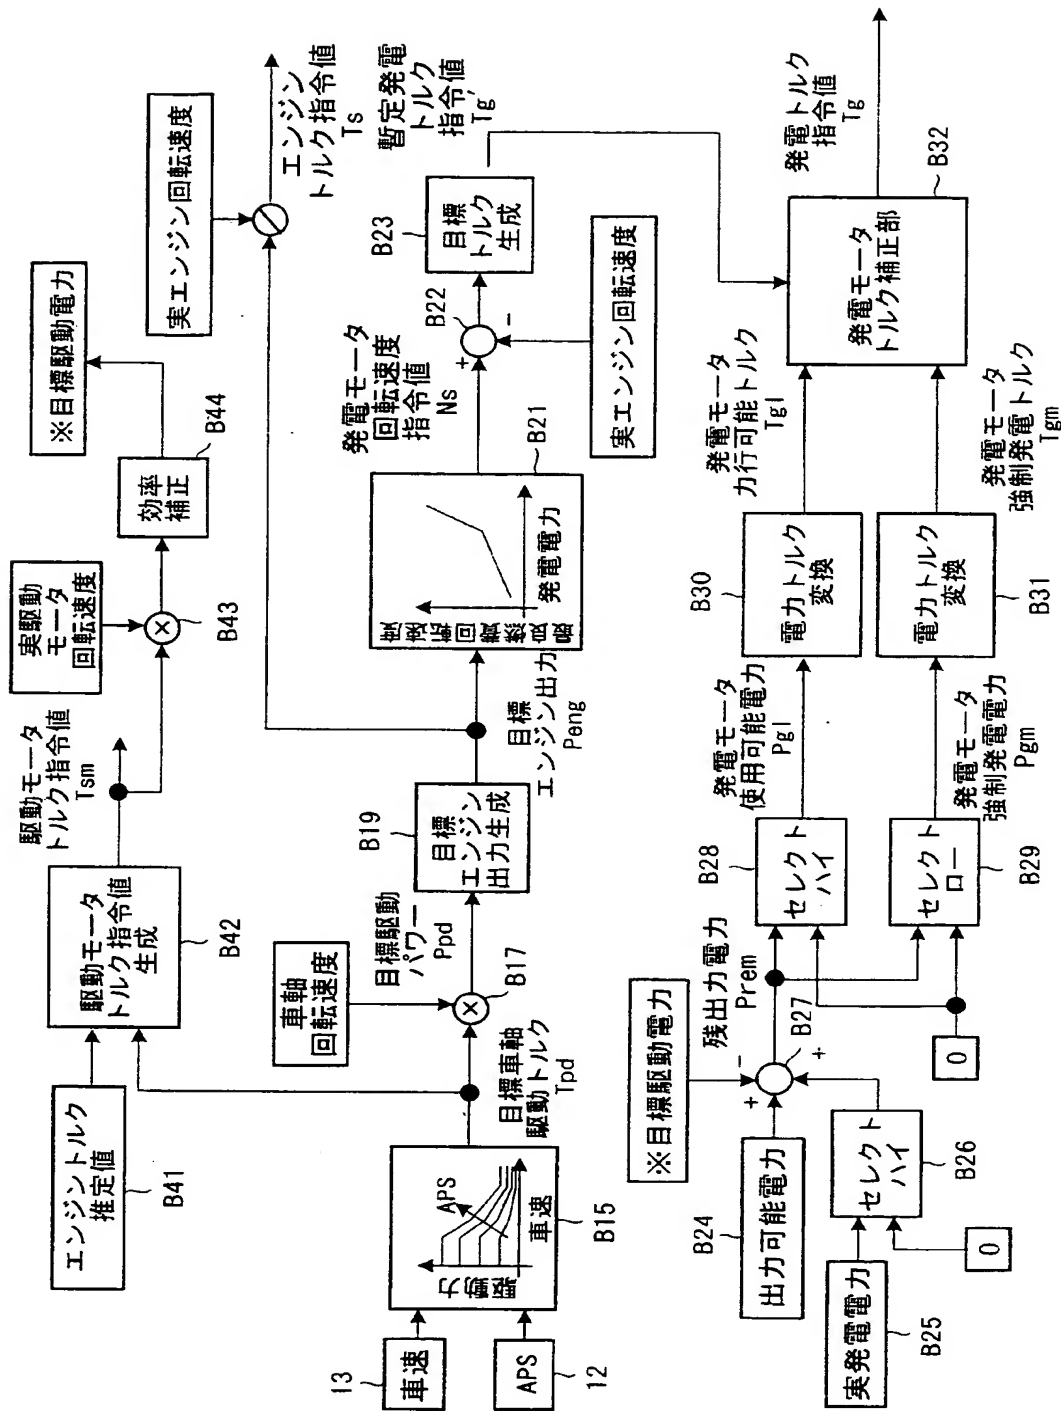 エンジントルク
推定値
B41
駆動モータ
トルク指令値
生成
B42
駆動モータ
トルク指令値
Tsm
実駆動
モータ
回転速度
B43
効率
補正
B44
※目標駆動電力
実エンジン回転速度
エンジン
トルク指令値
Ts
13
車速
APS
12
駆動力
APS
車速
B15
目標車軸
駆動トルク
Tpd
車軸
回転速度
B17
目標駆動
パワー
Ppd
B19
目標
エンジン
出力生成
目標
エンジン出力
Peng
発電電力
B21
発電モータ
回転速度
指令値
Ns
+
-
B22
実エンジン回転速度
B23
目標
トルク
生成
暫定発電
トルク
指令値
Tg'
B24
出力可能電力
実発電電力
B25
0
セレクト
ハイ
B26
※目標駆動電力
+
-
+
B27
残出力電力
Prem
0
B28
セレクト
ハイ
セレクト
ロー
B29
発電モータ
使用可能電力
Pgl
発電モータ
強制発電電力
Pgm
B30
電力トルク
変換
電力トルク
変換
B31
発電モータ
力行可能トルク
Tgl
発電モータ
強制発電トルク
Tgm
発電モータ
トルク補正部
B32
発電トルク
指令値
Tg